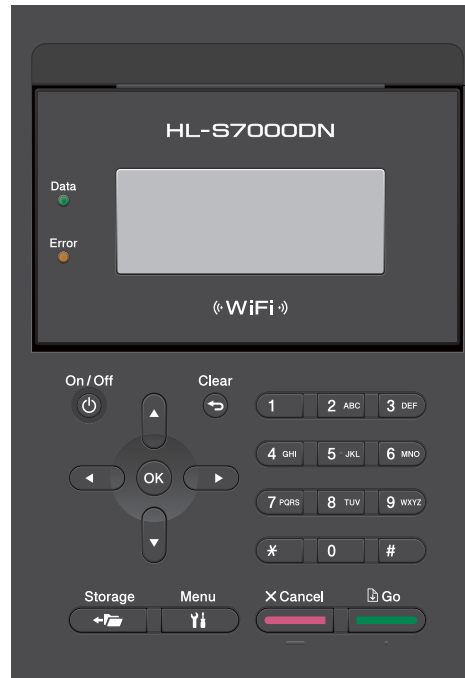 HL-S7000DN
Data
Error
WiFi
On/Off
Clear
1
2 ABC
3 DEF
4 GHI
5 JKL
6 MNO
OK
7 PQRS
8 TUV
9 WXYZ
*
0
#
Storage
Menu
Cancel
Go